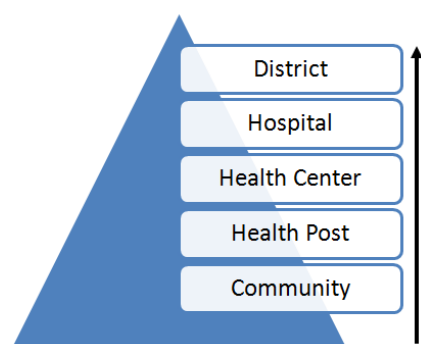 District
Hospital
Health Center
Health Post
Community